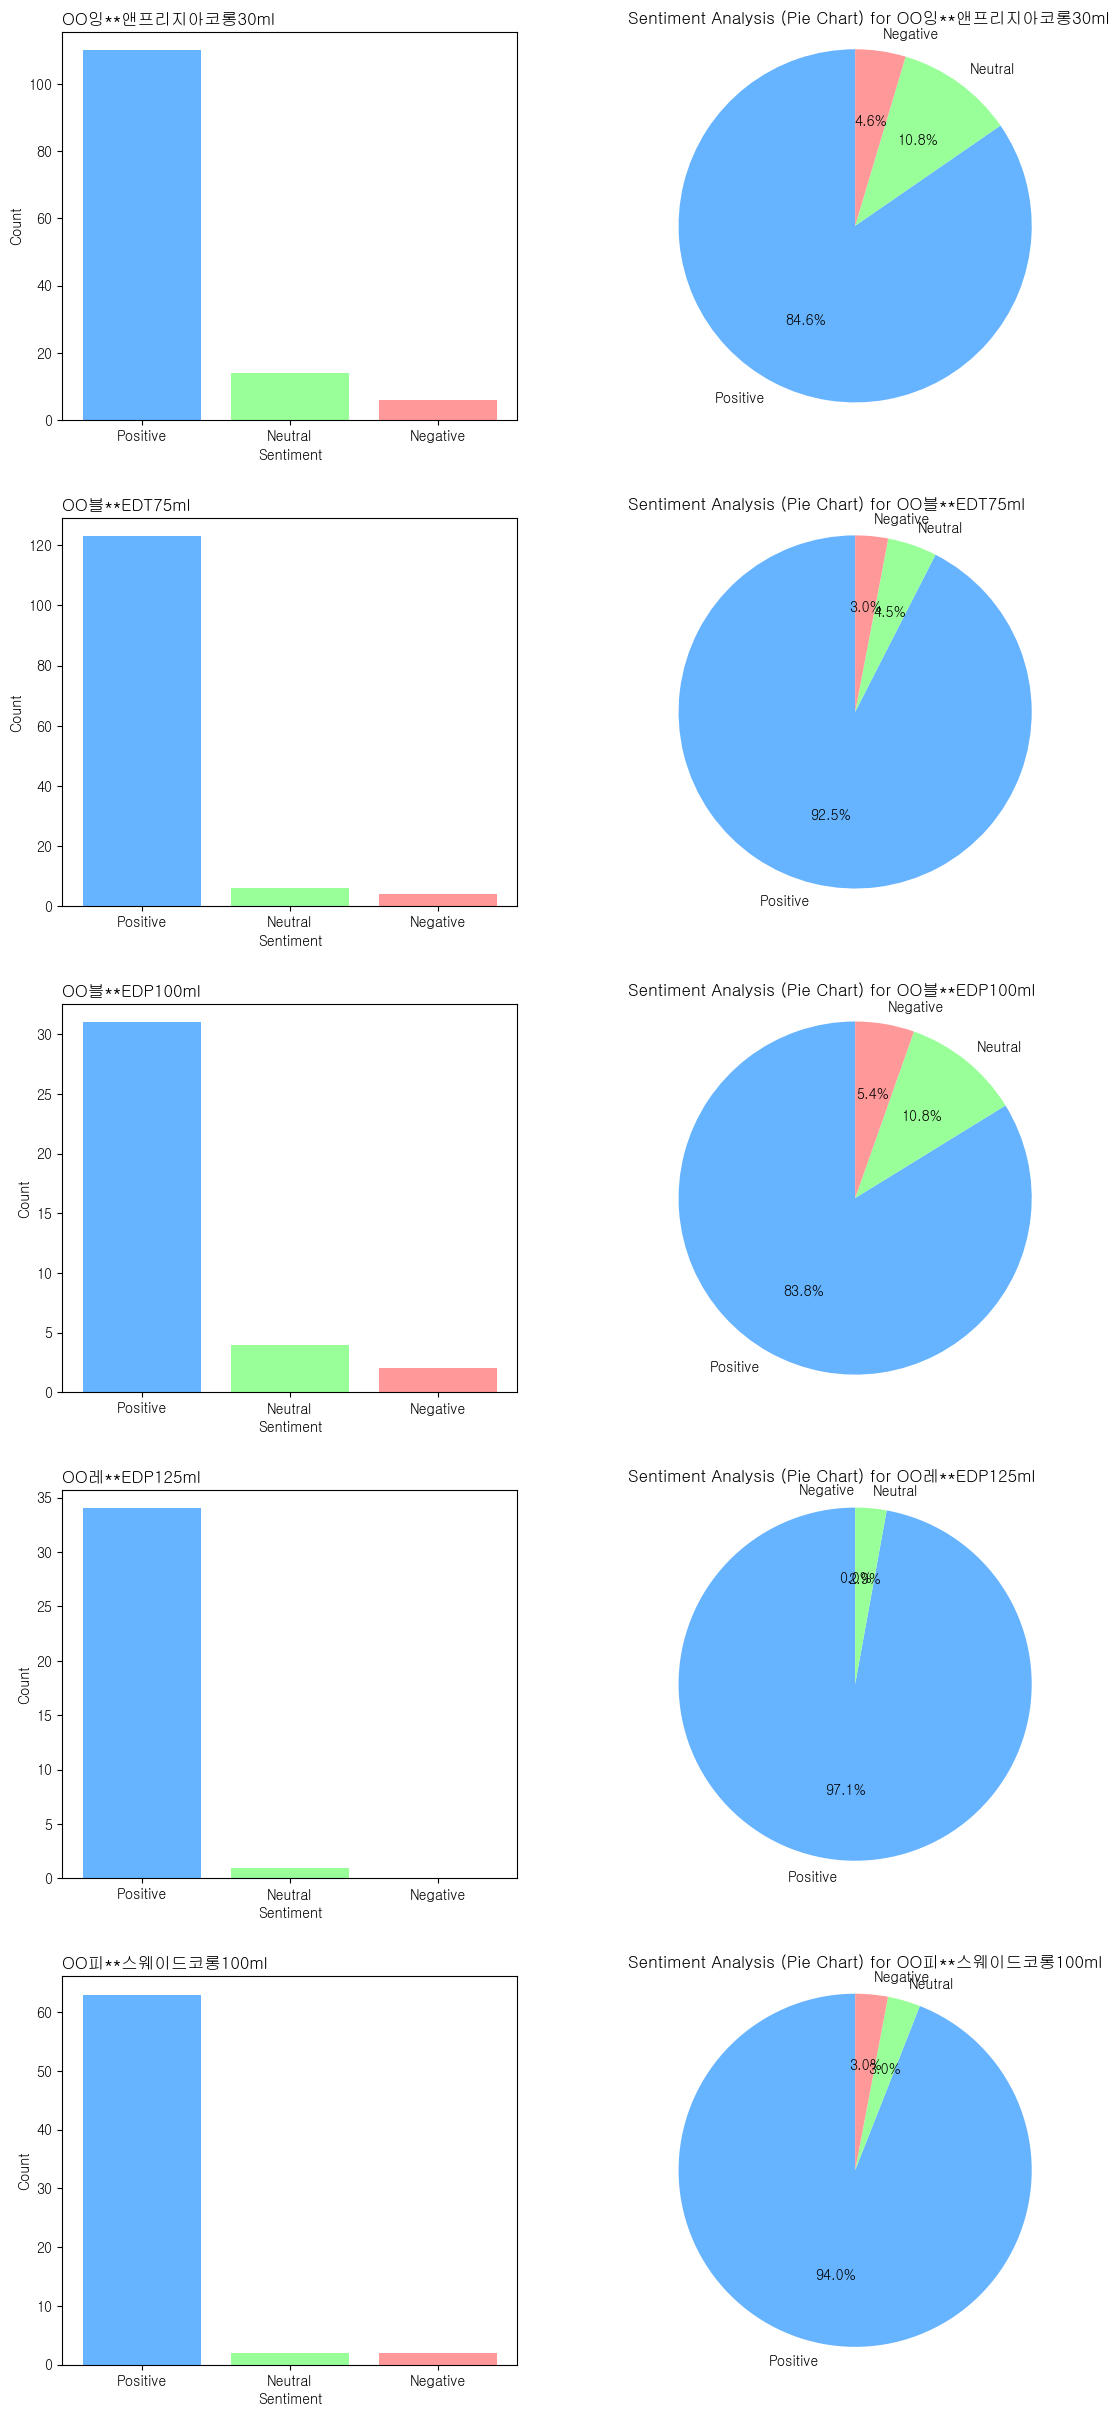 OO잉**앤프리지아코롱30ml
100
80
60
40
20
0
Count
Positive
Neutral
Negative
Sentiment
Sentiment Analysis (Pie Chart) for OO잉**앤프리지아코롱30ml
Negative
Neutral
4.6%
10.8%
84.6%
Positive
OO블**EDT75ml
120
100
80
60
40
20
0
Count
Positive
Neutral
Negative
Sentiment
Sentiment Analysis (Pie Chart) for OO블**EDT75ml
Negative
Neutral
3.0%
4.5%
92.5%
Positive
OO블**EDP100ml
30
25
20
15
10
5
0
Count
Positive
Neutral
Negative
Sentiment
Sentiment Analysis (Pie Chart) for OO블**EDP100ml
Negative
Neutral
5.4%
10.8%
83.8%
Positive
OO레**EDP125ml
35
30
25
20
15
10
5
0
Count
Positive
Neutral
Negative
Sentiment
Sentiment Analysis (Pie Chart) for OO레**EDP125ml
Negative
Neutral
0.0%
2.9%
97.1%
Positive
OO피**스웨이드코롱100ml
60
50
40
30
20
10
0
Count
Positive
Neutral
Negative
Sentiment
Sentiment Analysis (Pie Chart) for OO피**스웨이드코롱100ml
Negative
Neutral
3.0%
3.0%
94.0%
Positive